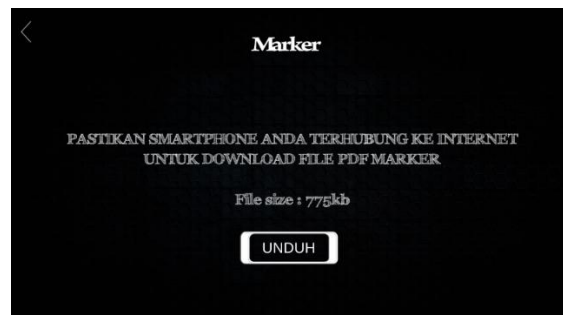 Marker
PASTIKAN SMARTPHONE ANDA TERHUBUNG KE INTERNET
UNTUK DOWNLOAD FILE PDF MARKER
File size : 775kb
UNDUH